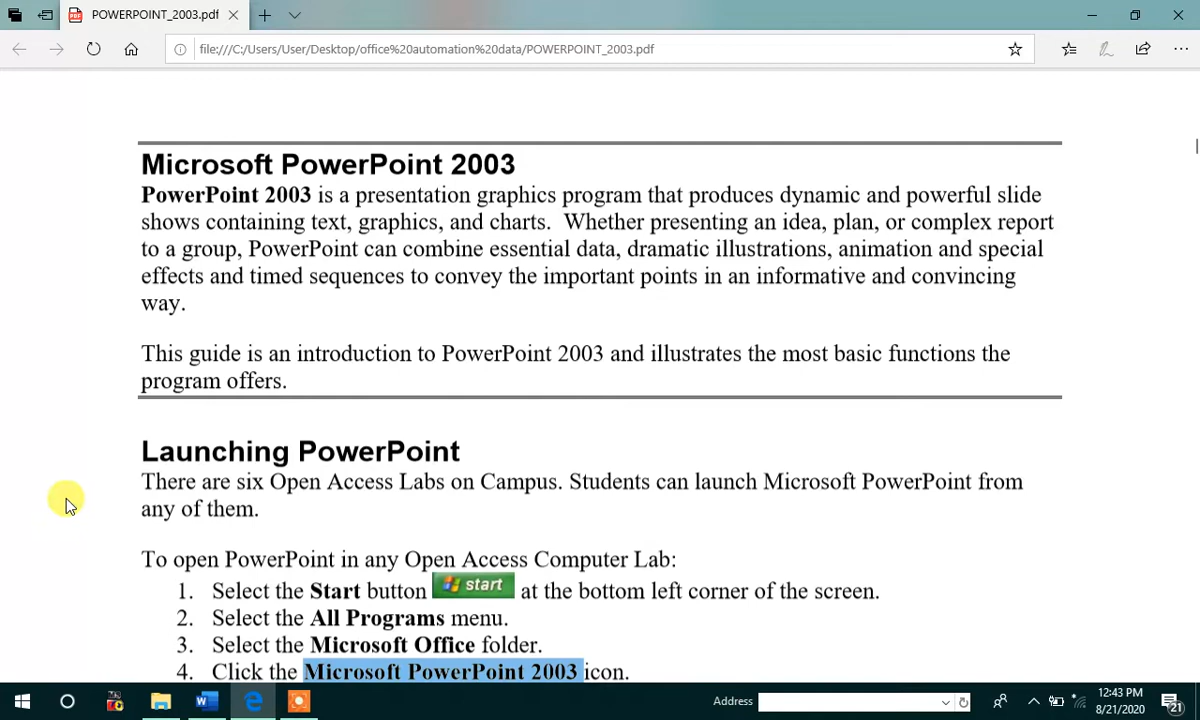 POWERPOINT_2003.pdf
file:///C:/Users/User/Desktop/office%20automation%20data/POWERPOINT_2003.pdf
Microsoft PowerPoint 2003
PowerPoint 2003 is a presentation graphics program that produces dynamic and powerful slide
shows containing text, graphics, and charts.  Whether presenting an idea, plan, or complex report
to a group, PowerPoint can combine essential data, dramatic illustrations, animation and special
effects and timed sequences to convey the important points in an informative and convincing
way.
This guide is an introduction to PowerPoint 2003 and illustrates the most basic functions the
program offers.
Launching PowerPoint
There are six Open Access Labs on Campus. Students can launch Microsoft PowerPoint from
any of them.
To open PowerPoint in any Open Access Computer Lab:
1. Select the Start button start at the bottom left corner of the screen.
2. Select the All Programs menu.
3. Select the Microsoft Office folder.
4. Click the Microsoft PowerPoint 2003 icon.
Address
12:43 PM
8/21/2020
21